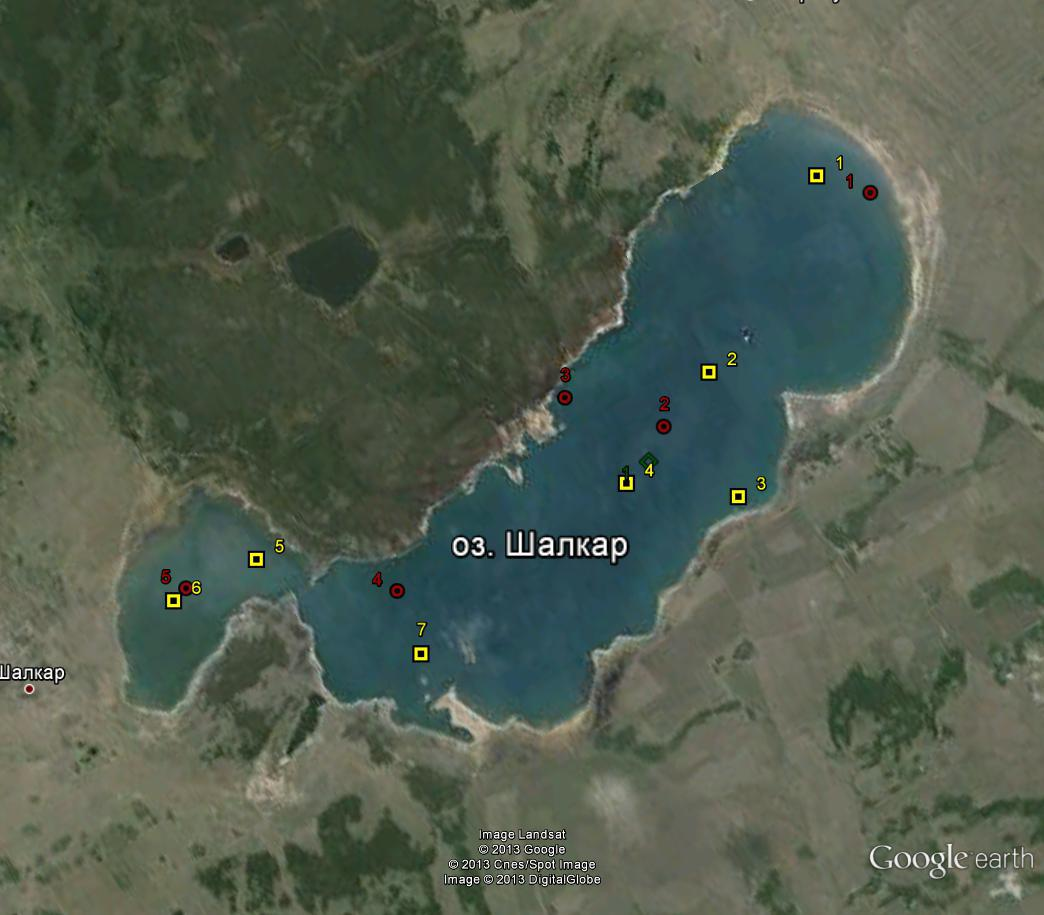 1
1
2
3
2
1
4
3
оз. Шалкар
5
4
5
6
7
Шалкар
Image Landsat
© 2013 Google
© 2013 Cnes/Spot Image
Image © 2013 DigitalGlobe
Google earth